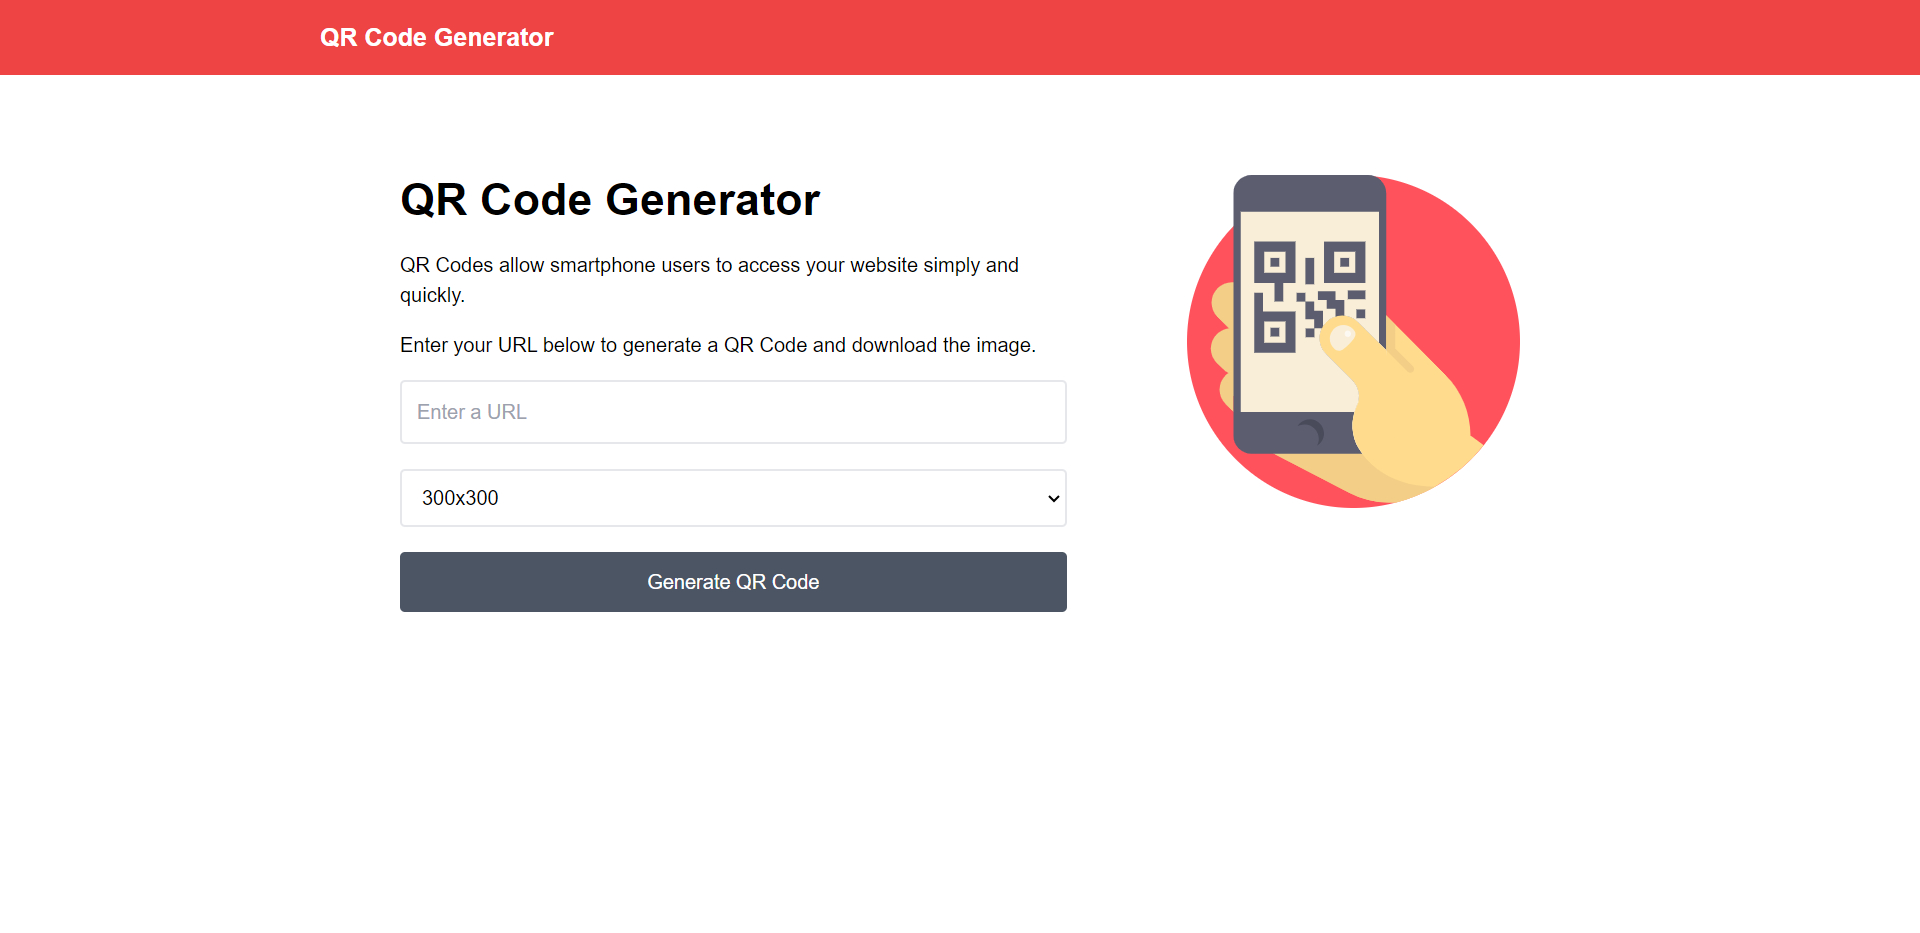 QR Code Generator
QR Code Generator
QR Codes allow smartphone users to access your website simply and
quickly.
Enter your URL below to generate a QR Code and download the image.
Enter a URL
300x300
Generate QR Code